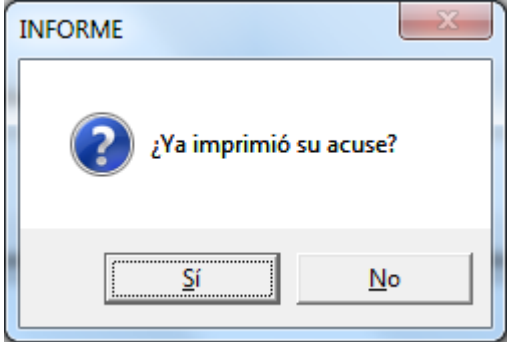 INFORME
¿Ya imprimió su acuse?
Sí
No